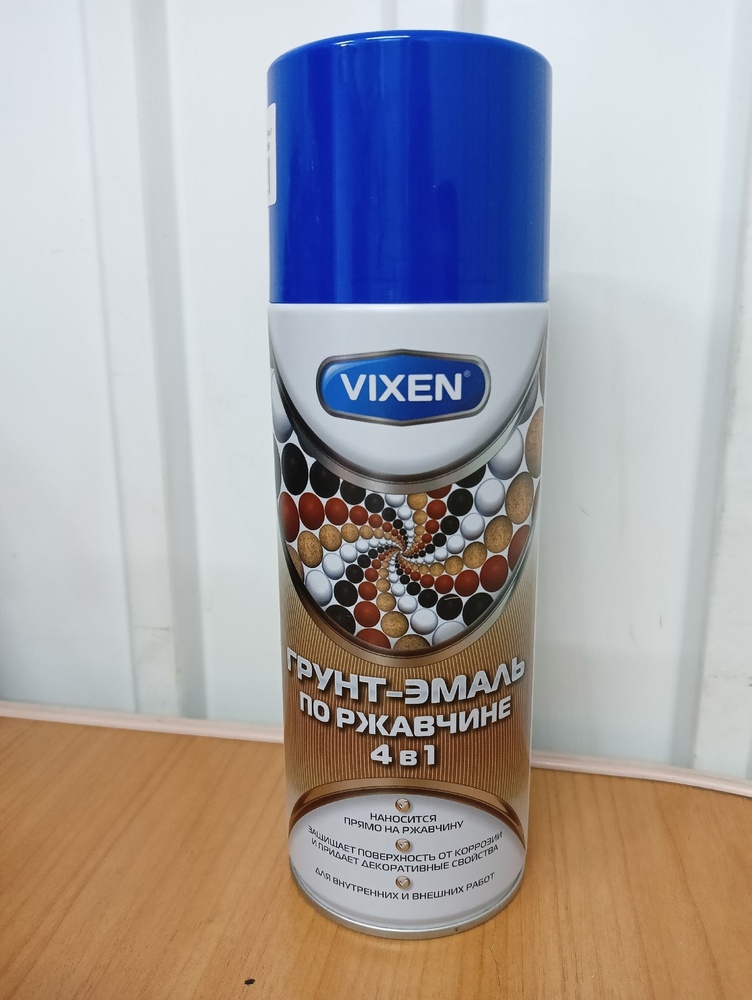 VIXEN®
ГРУНТ-ЭМАЛЬ
ПО РЖАВЧИНЕ
4 в 1
НАНОСИТСЯ
ПРЯМО НА РЖАВЧИНУ
ЗАЩИЩАЕТ ПОВЕРХНОСТЬ ОТ КОРРОЗИИ
И ПРИДАЕТ ДЕКОРАТИВНЫЕ СВОЙСТВА
ДЛЯ ВНУТРЕННИХ И ВНЕШНИХ РАБОТ